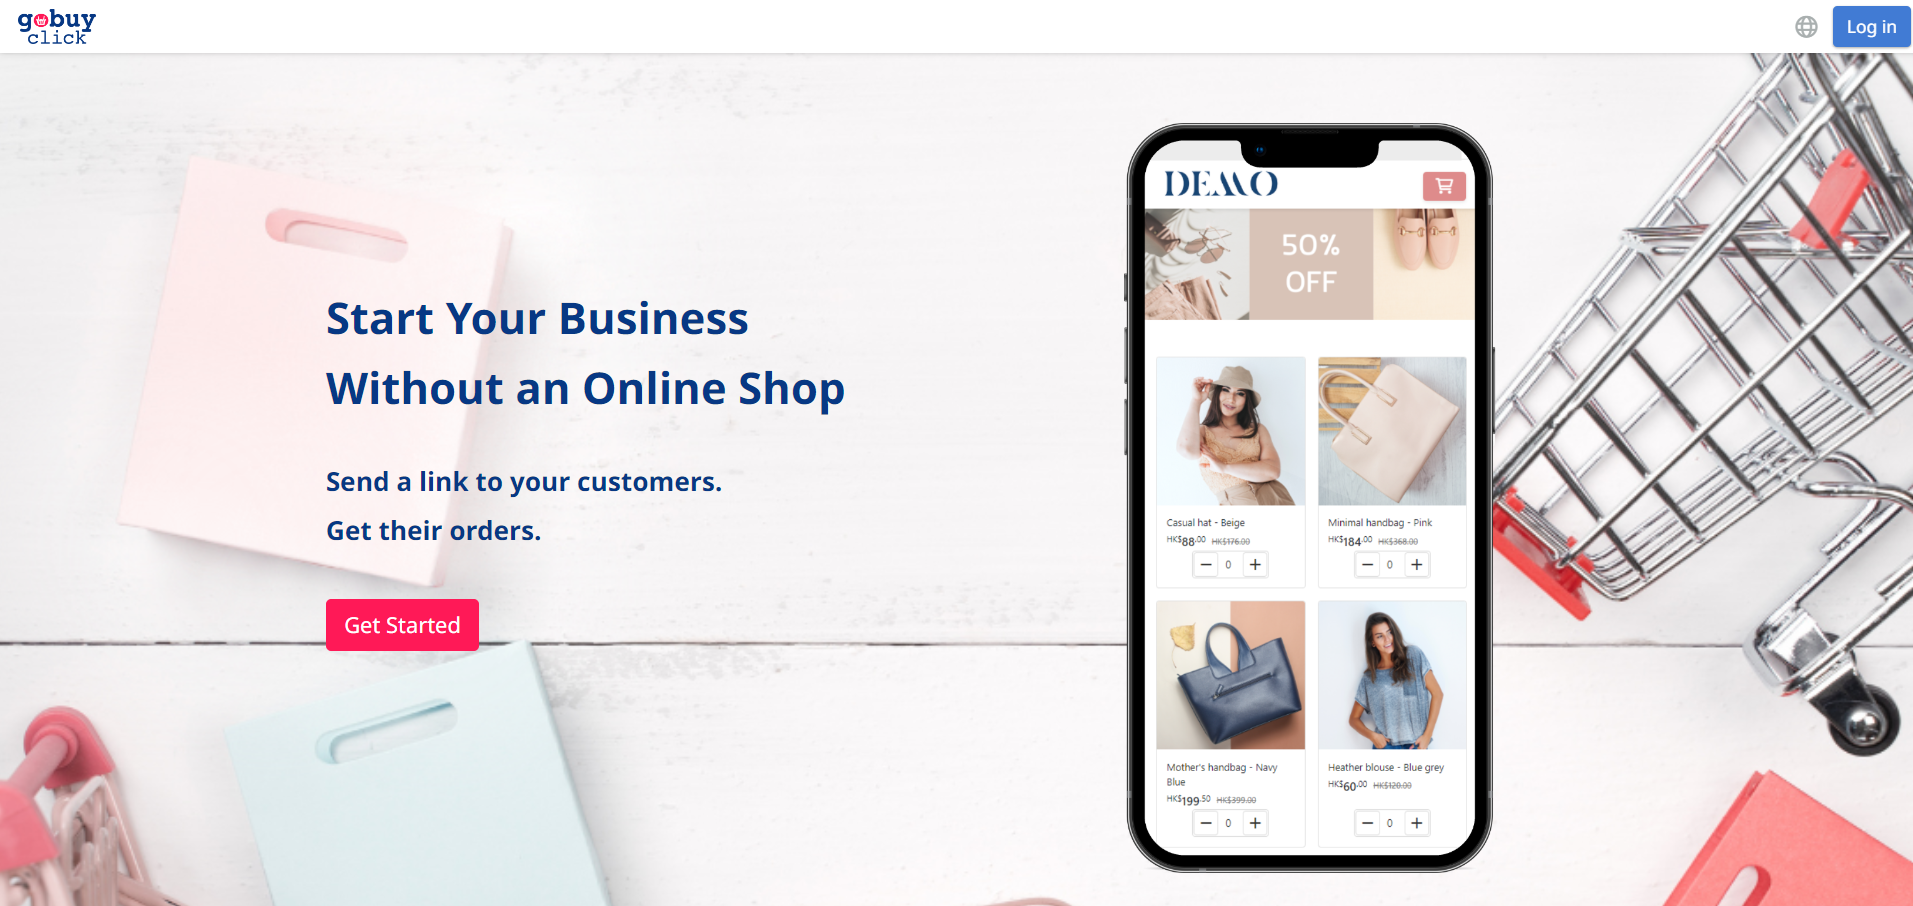 gobuy
click
Log in
Start Your Business
Without an Online Shop
Send a link to your customers.
Get their orders.
Get Started
DEMO
50%
OFF
Casual hat - Beige
HK$88.00 HK$176.00
− 0 +
Minimal handbag - Pink
HK$184.00 HK$368.00
− 0 +
Mother's handbag - Navy
Blue
HK$199.50 HK$399.00
− 0 +
Heather blouse - Blue grey
HK$60.00 HK$120.00
− 0 +